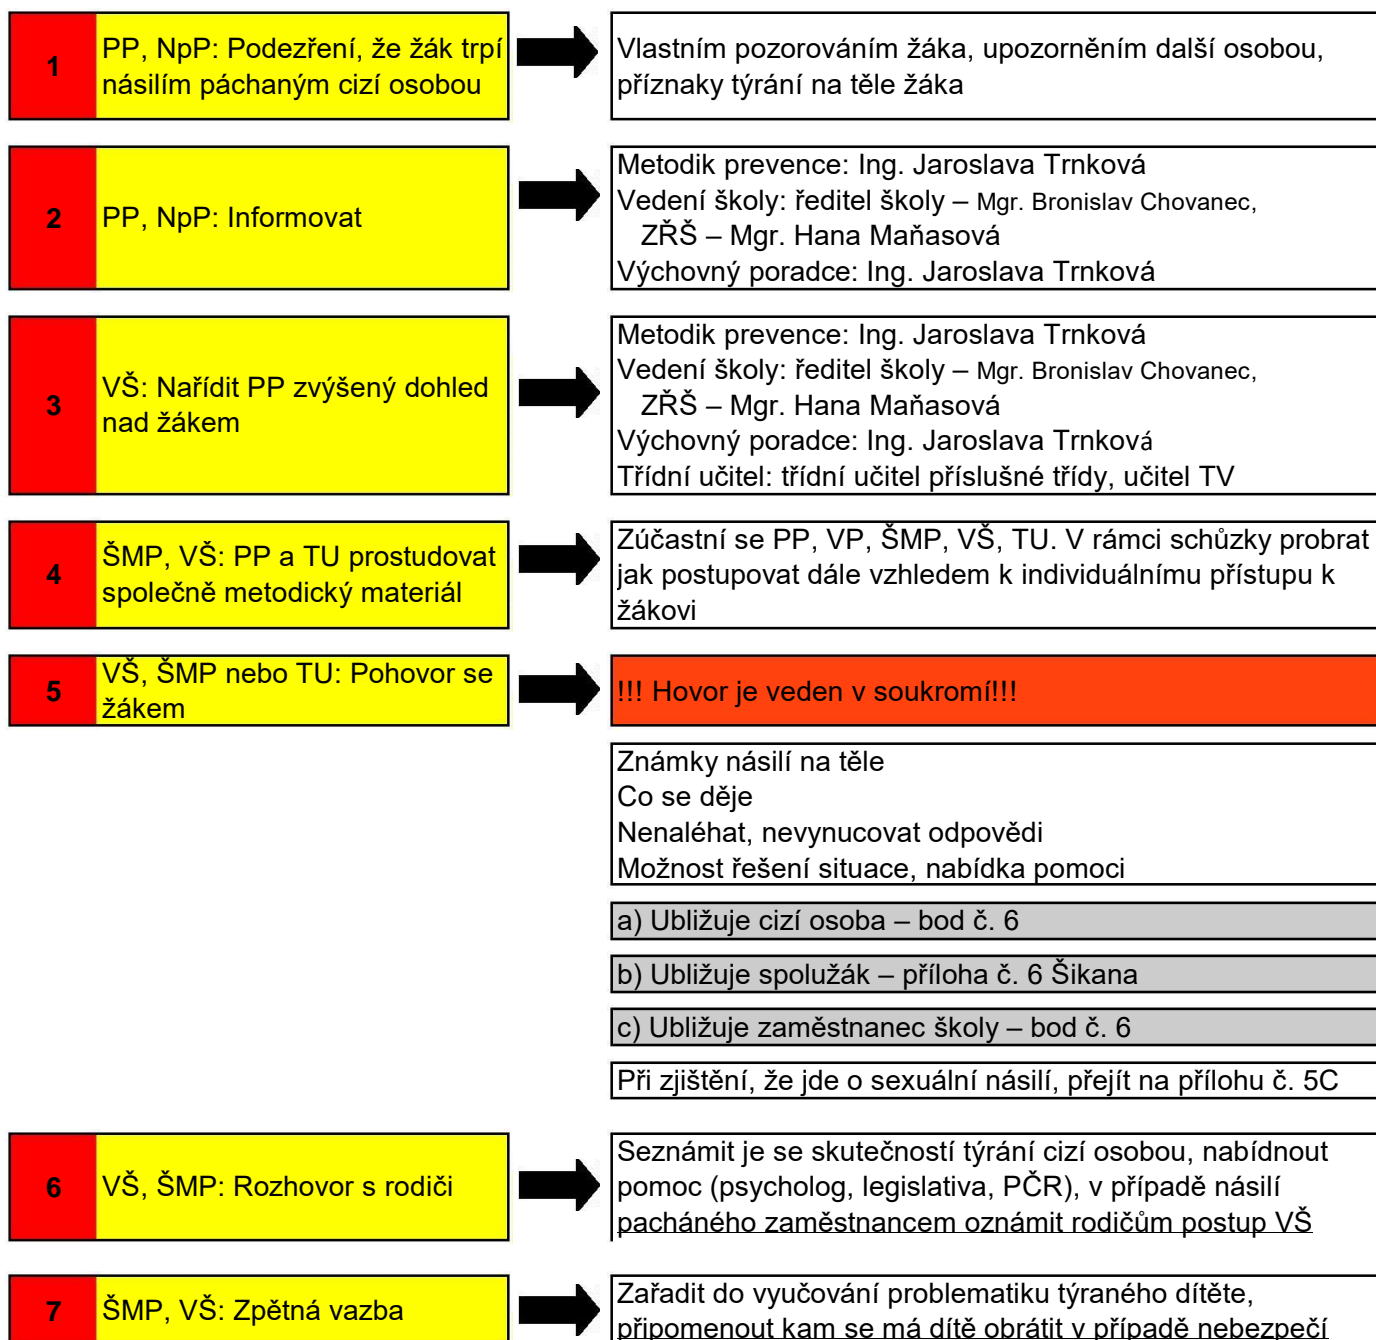 1
PP, NpP: Podezření, že žák trpí
násilím páchaným cizí osobou
Vlastním pozorováním žáka, upozorněním další osobou,
příznaky týrání na těle žáka
2
PP, NpP: Informovat
Metodik prevence: Ing. Jaroslava Trnková
Vedení školy: ředitel školy – Mgr. Bronislav Chovanec,
ZŘŠ – Mgr. Hana Maňasová
Výchovný poradce: Ing. Jaroslava Trnková
3
VŠ: Nařídit PP zvýšený dohled
nad žákem
Metodik prevence: Ing. Jaroslava Trnková
Vedení školy: ředitel školy – Mgr. Bronislav Chovanec,
ZŘŠ – Mgr. Hana Maňasová
Výchovný poradce: Ing. Jaroslava Trnková
Třídní učitel: třídní učitel příslušné třídy, učitel TV
4
ŠMP, VŠ: PP a TU prostudovat
společně metodický materiál
Zúčastní se PP, VP, ŠMP, VŠ, TU. V rámci schůzky probrat
jak postupovat dále vzhledem k individuálnímu přístupu k
žákovi
5
VŠ, ŠMP nebo TU: Pohovor se
žákem
!!! Hovor je veden v soukromí!!!
Známky násilí na těle
Co se děje
Nenaléhat, nevynucovat odpovědi
Možnost řešení situace, nabídka pomoci
a) Ubližuje cizí osoba – bod č. 6
b) Ubližuje spolužák – příloha č. 6 Šikana
c) Ubližuje zaměstnanec školy – bod č. 6
Při zjištění, že jde o sexuální násilí, přejít na přílohu č. 5C
6
VŠ, ŠMP: Rozhovor s rodiči
Seznámit je se skutečností týrání cizí osobou, nabídnout
pomoc (psycholog, legislativa, PČR), v případě násilí
pacháného zaměstnancem oznámit rodičům postup VŠ
7
ŠMP, VŠ: Zpětná vazba
Zařadit do vyučování problematiku týraného dítěte,
připomenout kam se má dítě obrátit v případě nebezpečí